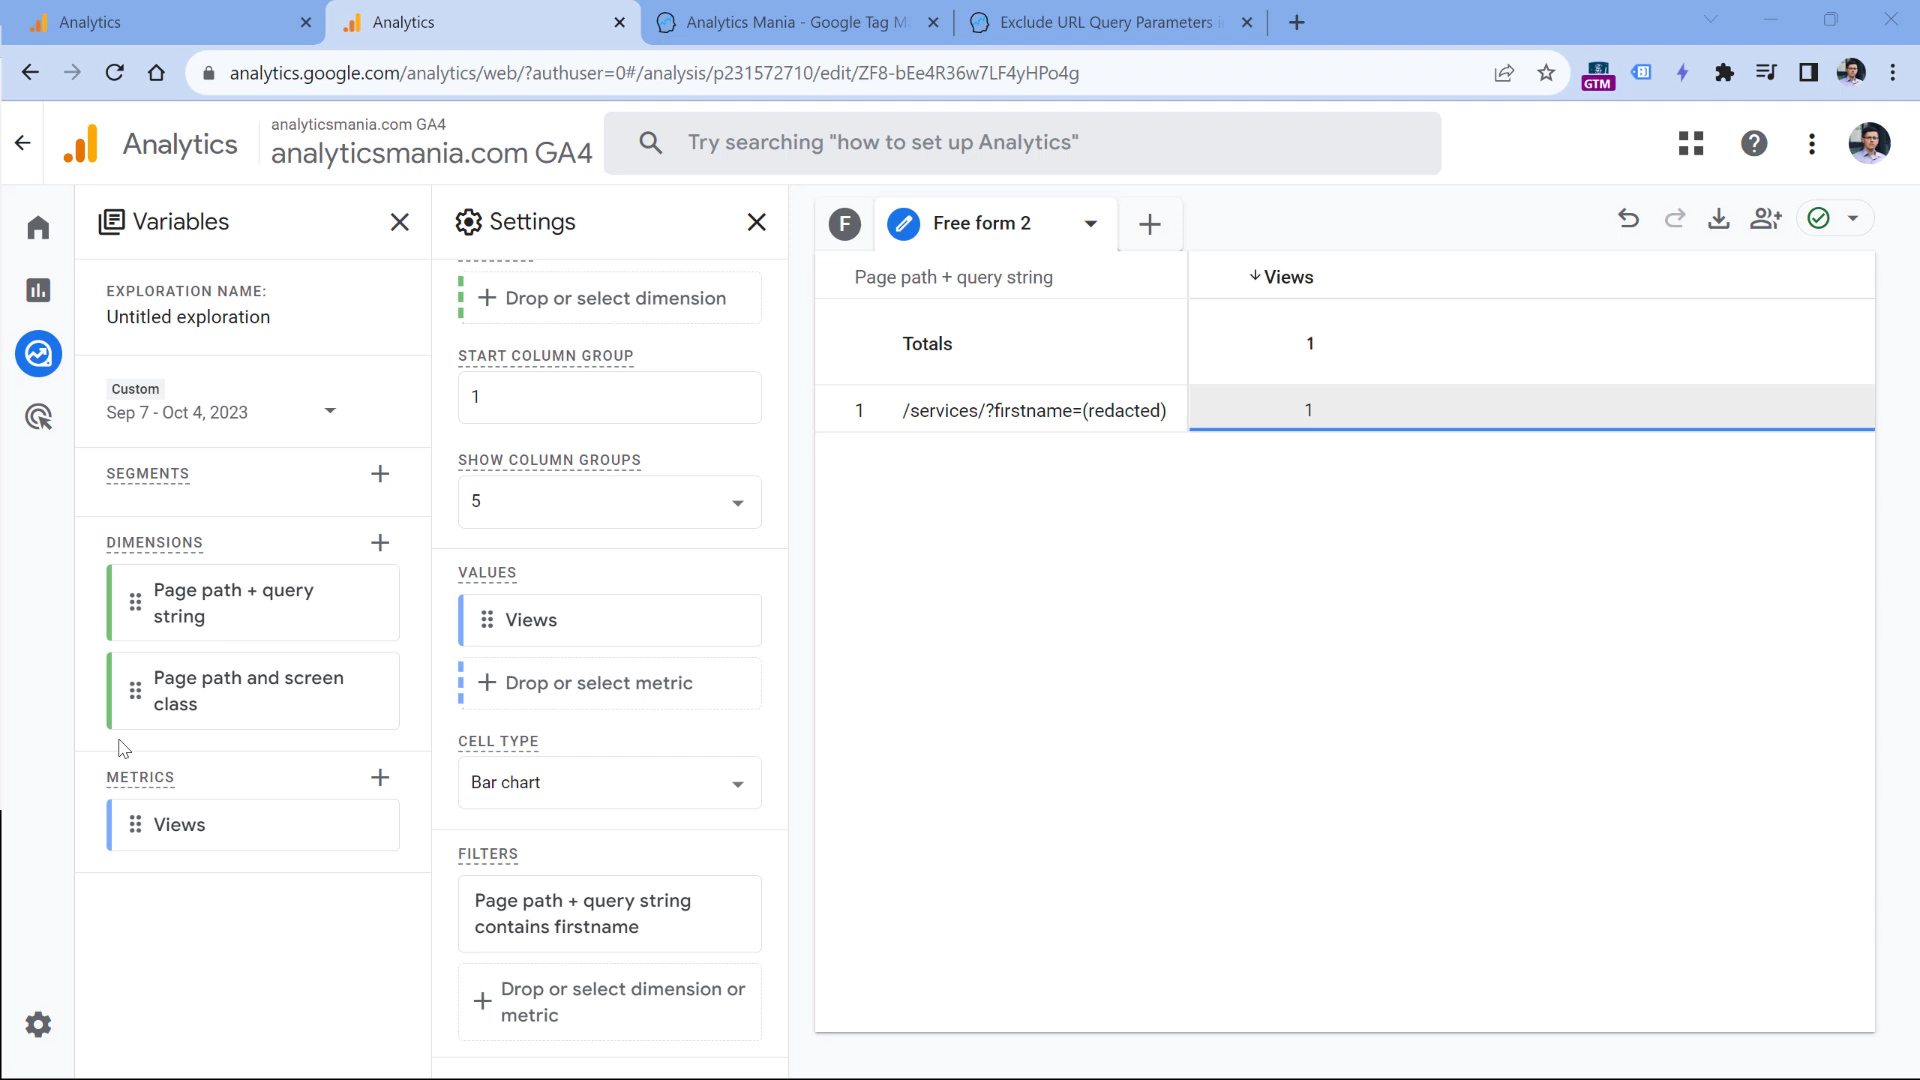 Analytics
Analytics
Analytics Mania - Google Tag M
Exclude URL Query Parameters i
analytics.google.com/analytics/web/?authuser=0#/analysis/p231572710/edit/ZF8-bEe4R36w7LF4yHPo4g
GTM
Analytics
analyticsmania.com GA4
analyticsmania.com GA4
Try searching "how to set up Analytics"
Variables
EXPLORATION NAME:
Untitled exploration
Custom
Sep 7 - Oct 4, 2023
SEGMENTS
DIMENSIONS
Page path + query
string
Page path and screen
class
METRICS
Views
Settings
Drop or select dimension
START COLUMN GROUP
1
SHOW COLUMN GROUPS
5
VALUES
Views
Drop or select metric
CELL TYPE
Bar chart
FILTERS
Page path + query string
contains firstname
Drop or select dimension or
metric
F
Free form 2
Page path + query string
Views
Totals
1
1
/services/?firstname=(redacted)
1